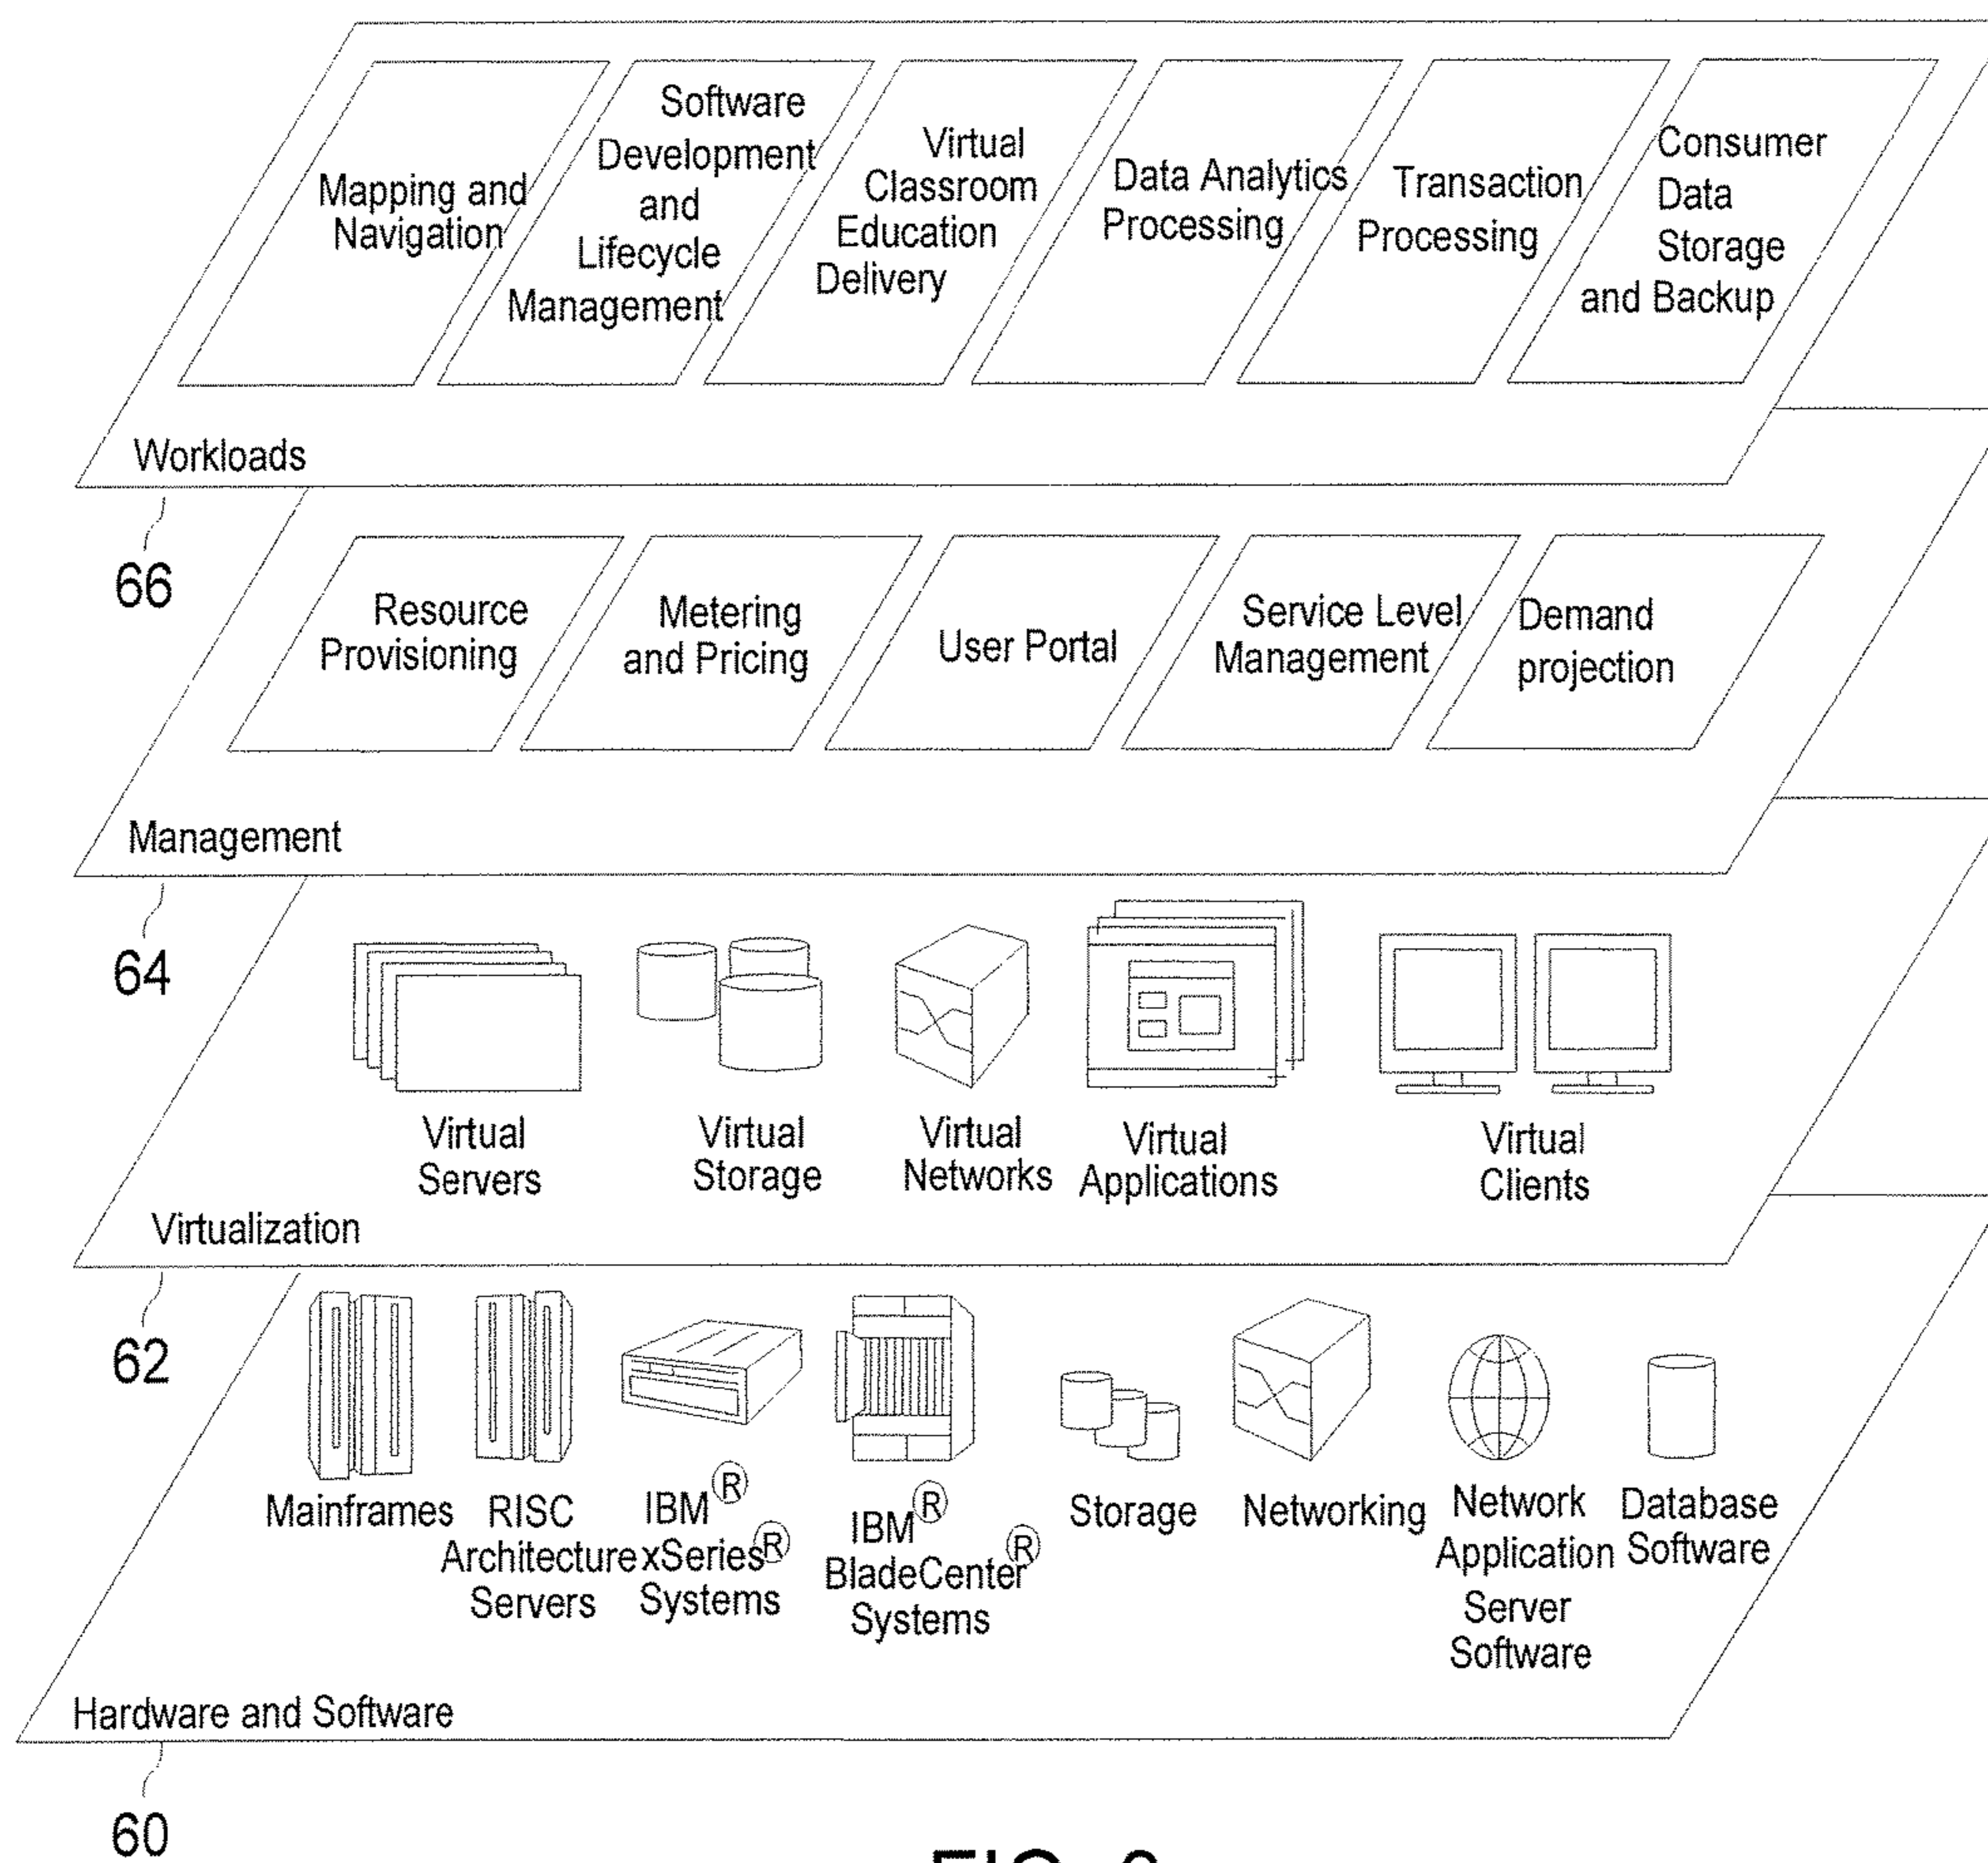 Mapping and
Navigation
Software
Development
and
Lifecycle
Management
Virtual
Classroom
Education
Delivery
Data Analytics
Processing
Transaction
Processing
Consumer
Data
Storage
and Backup
Workloads
66
Resource
Provisioning
Metering
and Pricing
User Portal
Service Level
Management
Demand
projection
Management
64
Virtual
Servers
Virtual
Storage
Virtual
Networks
Virtual
Applications
Virtual
Clients
Virtualization
62
Mainframes
RISC
Architecture
Servers
IBM®
xSeries®
Systems
IBM®
BladeCenter®
Systems
Storage
Networking
Network
Application
Server
Software
Database
Software
Hardware and Software
60